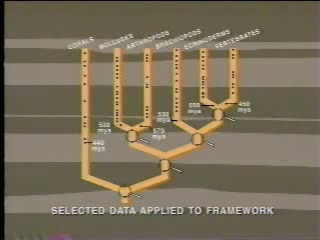 CORALS
MOLLUSKS
ARTHROPODS
BRACHIOPODS
ECHINODERMS
VERTEBRATES
550 mya
450 mya
530 mya
530 mya
570 mya
440 mya
SELECTED DATA APPLIED TO FRAMEWORK